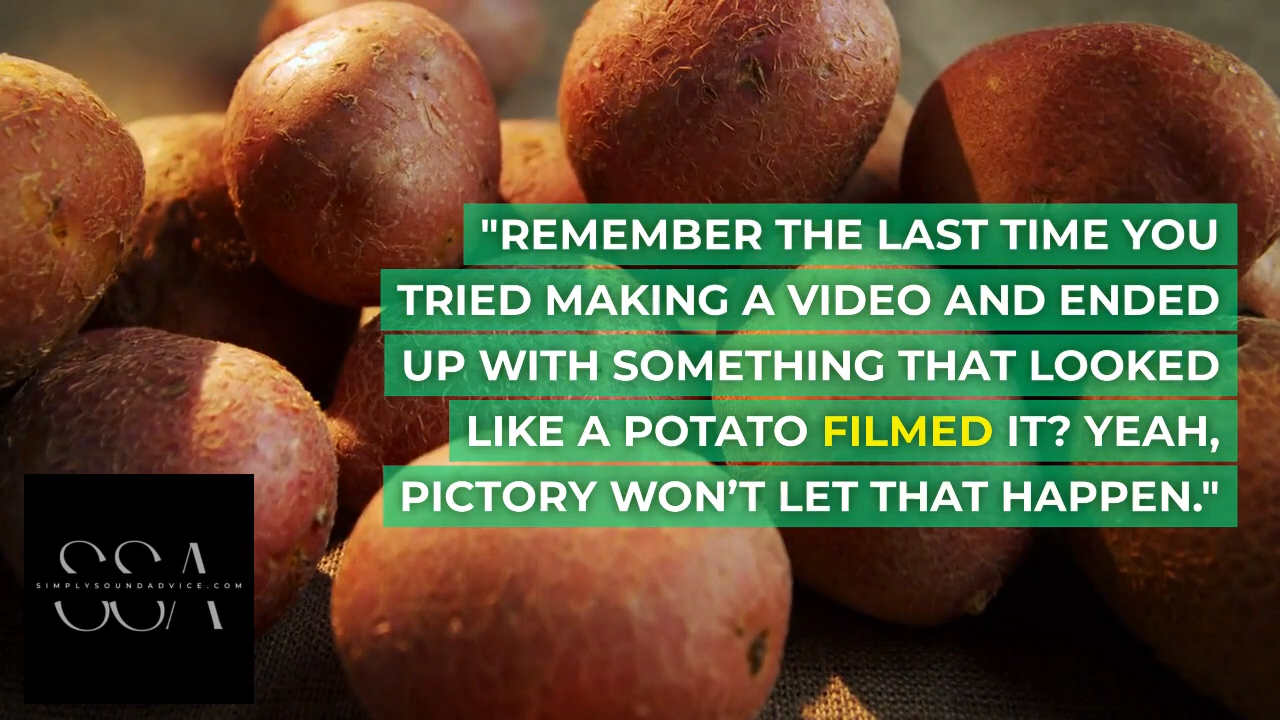 "REMEMBER THE LAST TIME YOU
TRIED MAKING A VIDEO AND ENDED
UP WITH SOMETHING THAT LOOKED
LIKE A POTATO FILMED IT? YEAH,
PICTORY WON’T LET THAT HAPPEN."
SSA
SIMPLYSOUNDADVICE.COM